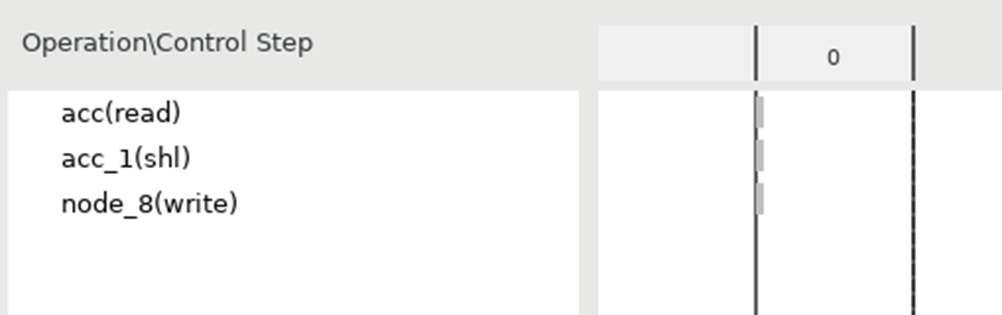 Operation\Control Step
0
acc(read)
acc_1(shl)
node_8(write)